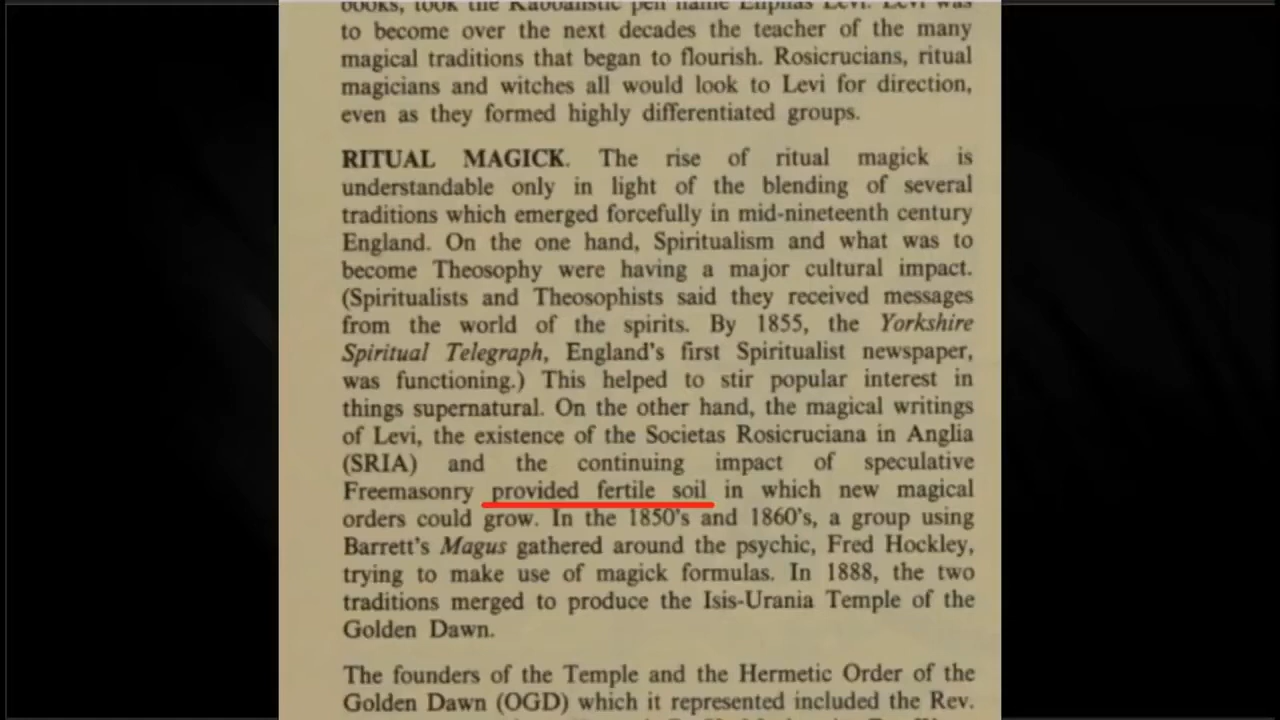 books, took the Kabbalistic pen name Eliphas Levi. Levi was
to become over the next decades the teacher of the many
magical traditions that began to flourish. Rosicrucians, ritual
magicians and witches all would look to Levi for direction,
even as they formed highly differentiated groups.
RITUAL MAGICK. The rise of ritual magick is
understandable only in light of the blending of several
traditions which emerged forcefully in mid-nineteenth century
England. On the one hand, Spiritualism and what was to
become Theosophy were having a major cultural impact.
(Spiritualists and Theosophists said they received messages
from the world of the spirits. By 1855, the Yorkshire
Spiritual Telegraph, England's first Spiritualist newspaper,
was functioning.) This helped to stir popular interest in
things supernatural. On the other hand, the magical writings
of Levi, the existence of the Societas Rosicruciana in Anglia
(SRIA) and the continuing impact of speculative
Freemasonry provided fertile soil in which new magical
orders could grow. In the 1850's and 1860's, a group using
Barrett's Magus gathered around the psychic, Fred Hockley,
trying to make use of magick formulas. In 1888, the two
traditions merged to produce the Isis-Urania Temple of the
Golden Dawn.
The founders of the Temple and the Hermetic Order of the
Golden Dawn (OGD) which it represented included the Rev.